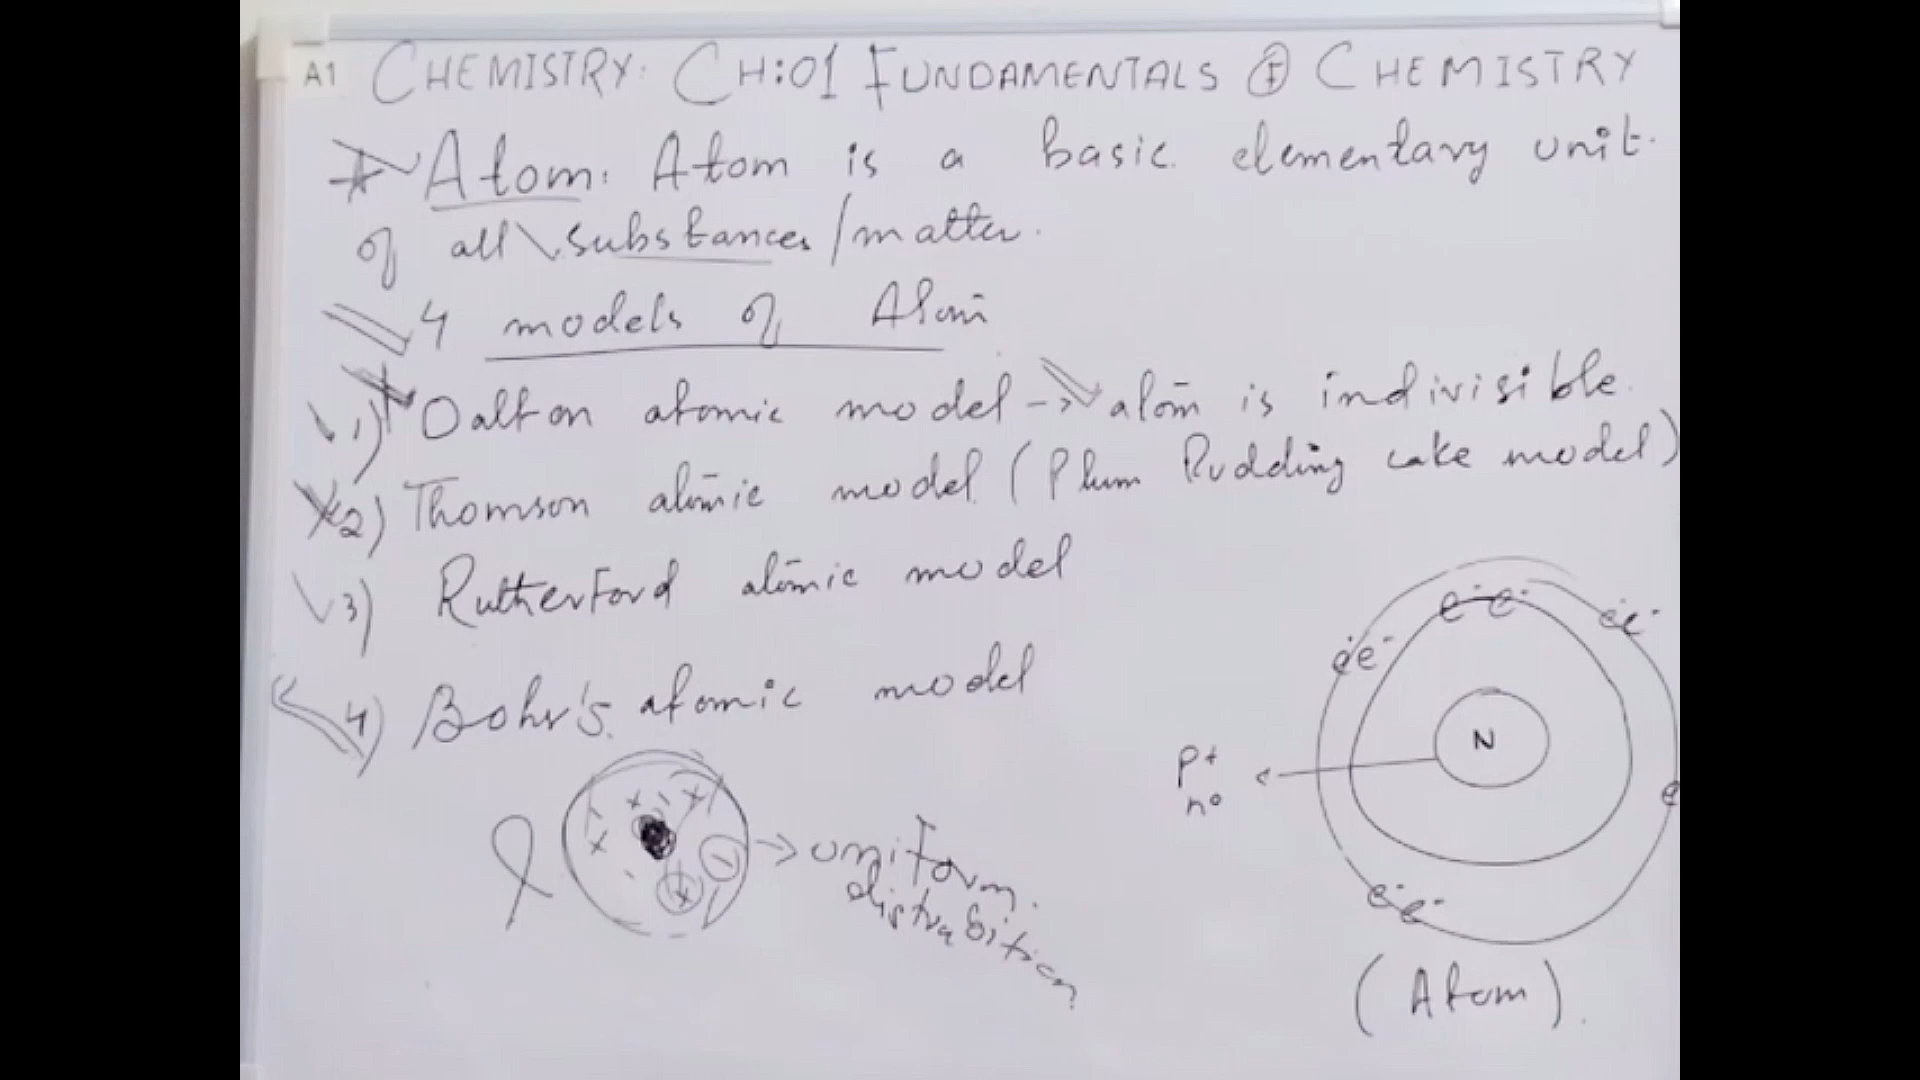 A1 CHEMISTRY: CH:01 FUNDAMENTALS OF CHEMISTRY
Atom: Atom is a basic elementary unit.
of all substances/matter.
4 models of Atom
1) Dalton atomic model -> atom is indivisible.
2) Thomson atomic model (Plum Pudding cake model)
3) Rutherford atomic model
4) Bohr's atomic model
uniform
distrabition
e- e-
e- e-
e- e-
N
P+
n°
e
e- e-
(Atom).